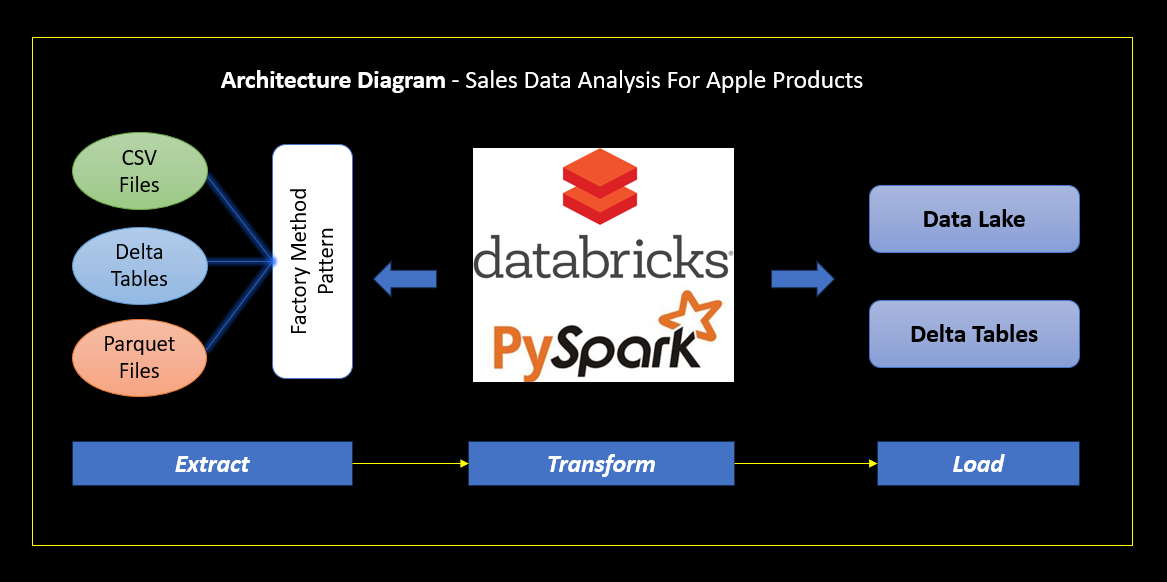 Architecture Diagram - Sales Data Analysis For Apple Products
CSV
Files
Delta
Tables
Parquet
Files
Factory Method
Pattern
databricks®
PySpark
Data Lake
Delta Tables
Extract
Transform
Load